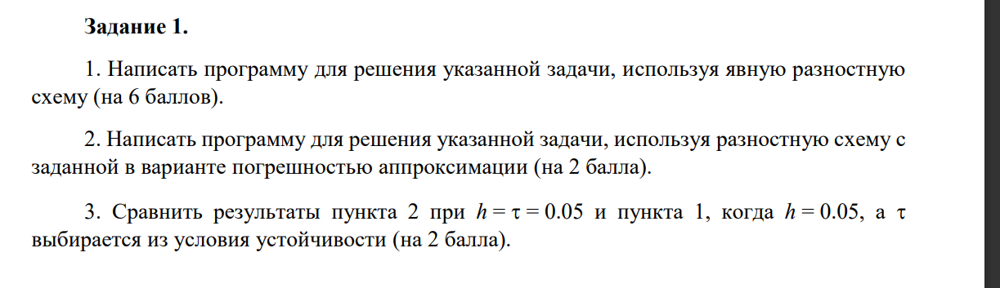 Задание 1.
1. Написать программу для решения указанной задачи, используя явную разностную
схему (на 6 баллов).
2. Написать программу для решения указанной задачи, используя разностную схему с
заданной в варианте погрешностью аппроксимации (на 2 балла).
3. Сравнить результаты пункта 2 при h = τ = 0.05 и пункта 1, когда h = 0.05, а τ
выбирается из условия устойчивости (на 2 балла).